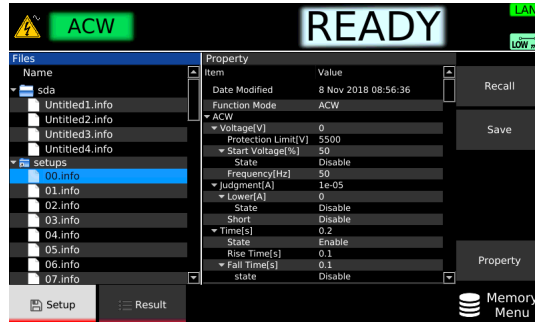 ACW
READY
LAN
LOW
Files
Name
sda
Untitled1.info
Untitled2.info
Untitled3.info
Untitled4.info
setups
00.info
01.info
02.info
03.info
04.info
05.info
06.info
07.info
Property
Item Value
Date Modified 8 Nov 2018 08:56:36
Function Mode ACW
ACW
Voltage[V] 0
Protection Limit[V] 5500
Start Voltage[%] 50
State Disable
Frequency[Hz] 50
Judgment[A] 1e-05
Lower[A] 0
State Disable
Short Disable
Time[s] 0.2
State Enable
Rise Time[s] 0.1
Fall Time[s] 0.1
state Disable
Recall
Save
Property
Setup
Result
Memory
Menu